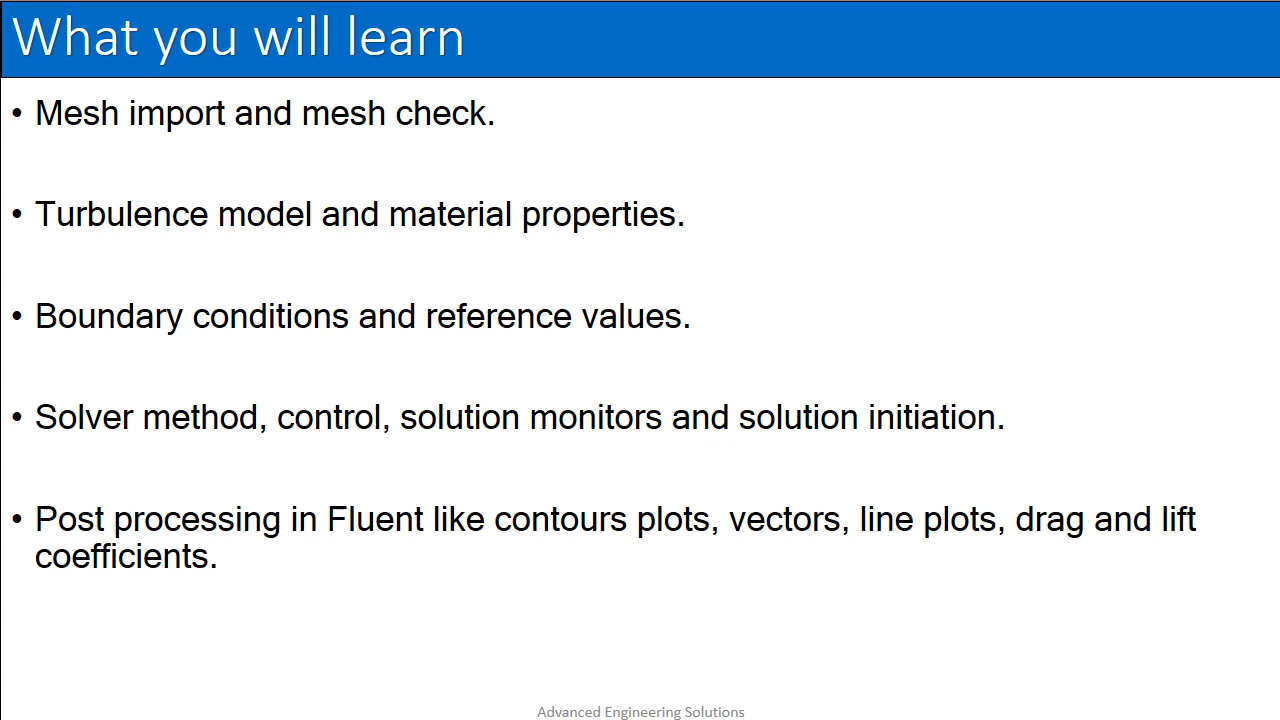 What you will learn
• Mesh import and mesh check.
• Turbulence model and material properties.
• Boundary conditions and reference values.
• Solver method, control, solution monitors and solution initiation.
• Post processing in Fluent like contours plots, vectors, line plots, drag and lift
coefficients.
Advanced Engineering Solutions